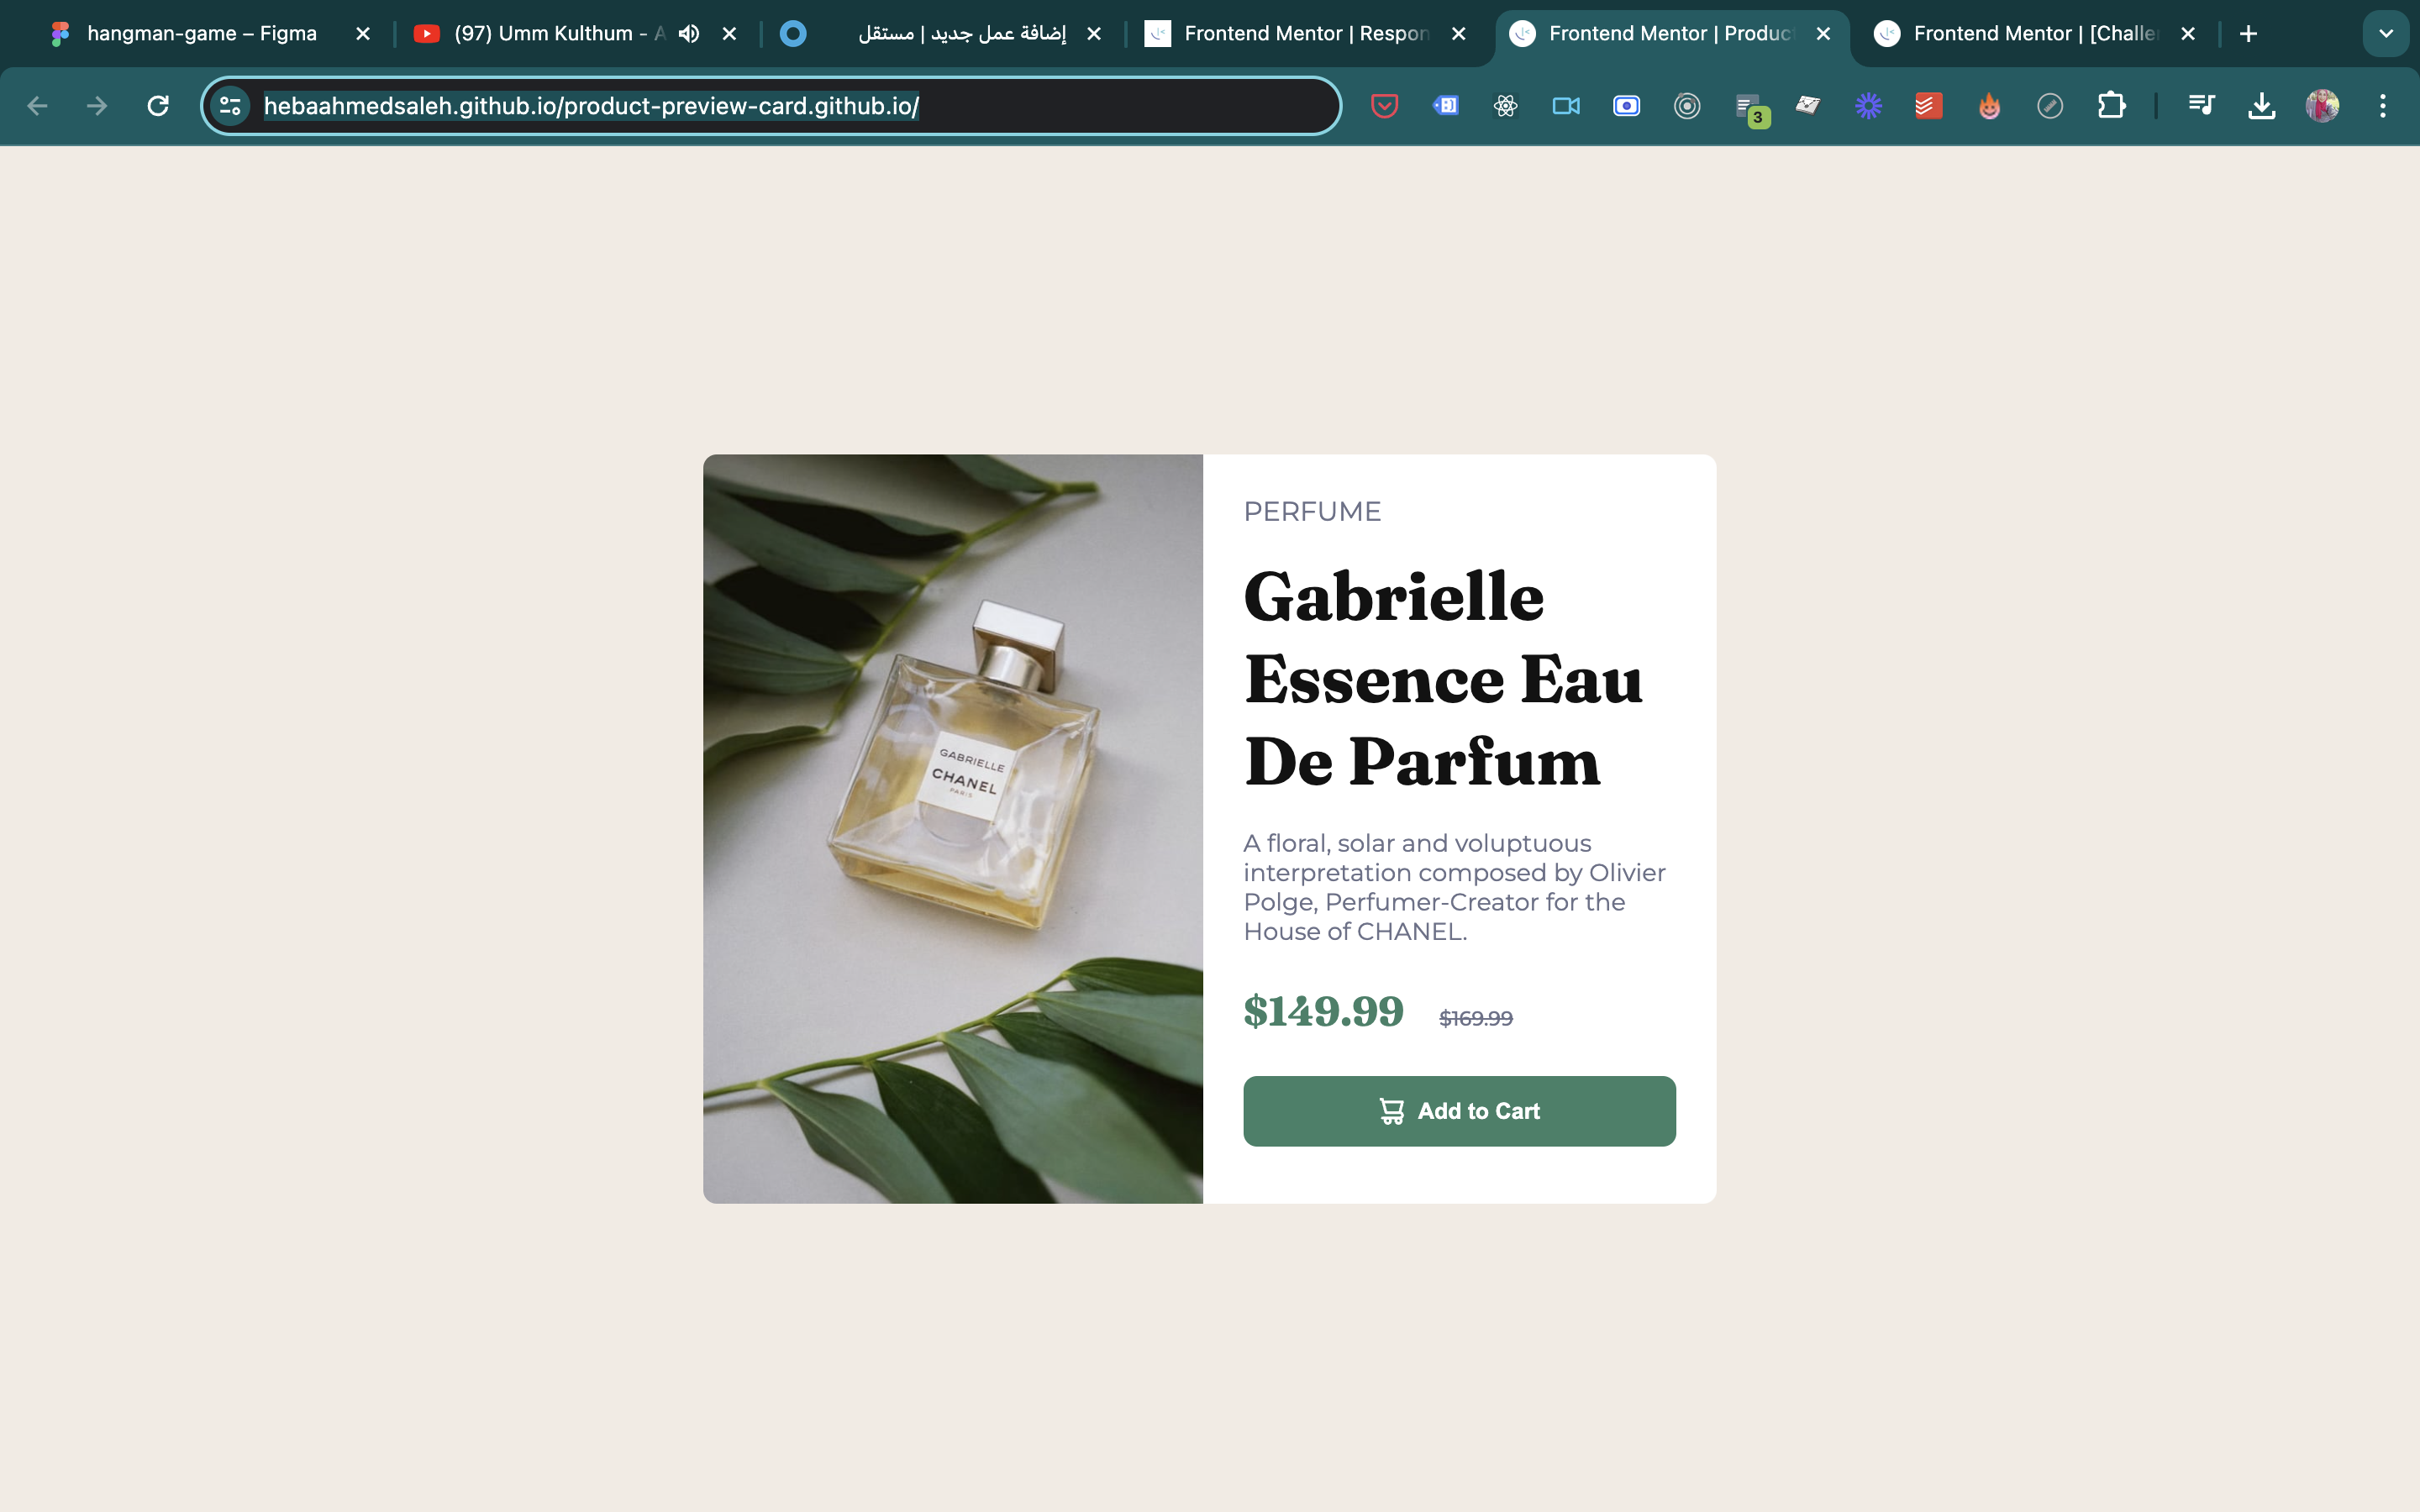 hangman-game – Figma
(97) Umm Kulthum - A
إضافة عمل جديد | مستقل
Frontend Mentor | Respon
Frontend Mentor | Produc
Frontend Mentor | [Challe
hebaahmedsaleh.github.io/product-preview-card.github.io/
3
PERFUME
Gabrielle
Essence Eau
De Parfum
GABRIELLE
CHANEL
PARIS
A floral, solar and voluptuous
interpretation composed by Olivier
Polge, Perfumer-Creator for the
House of CHANEL.
$149.99 $169.99
Add to Cart